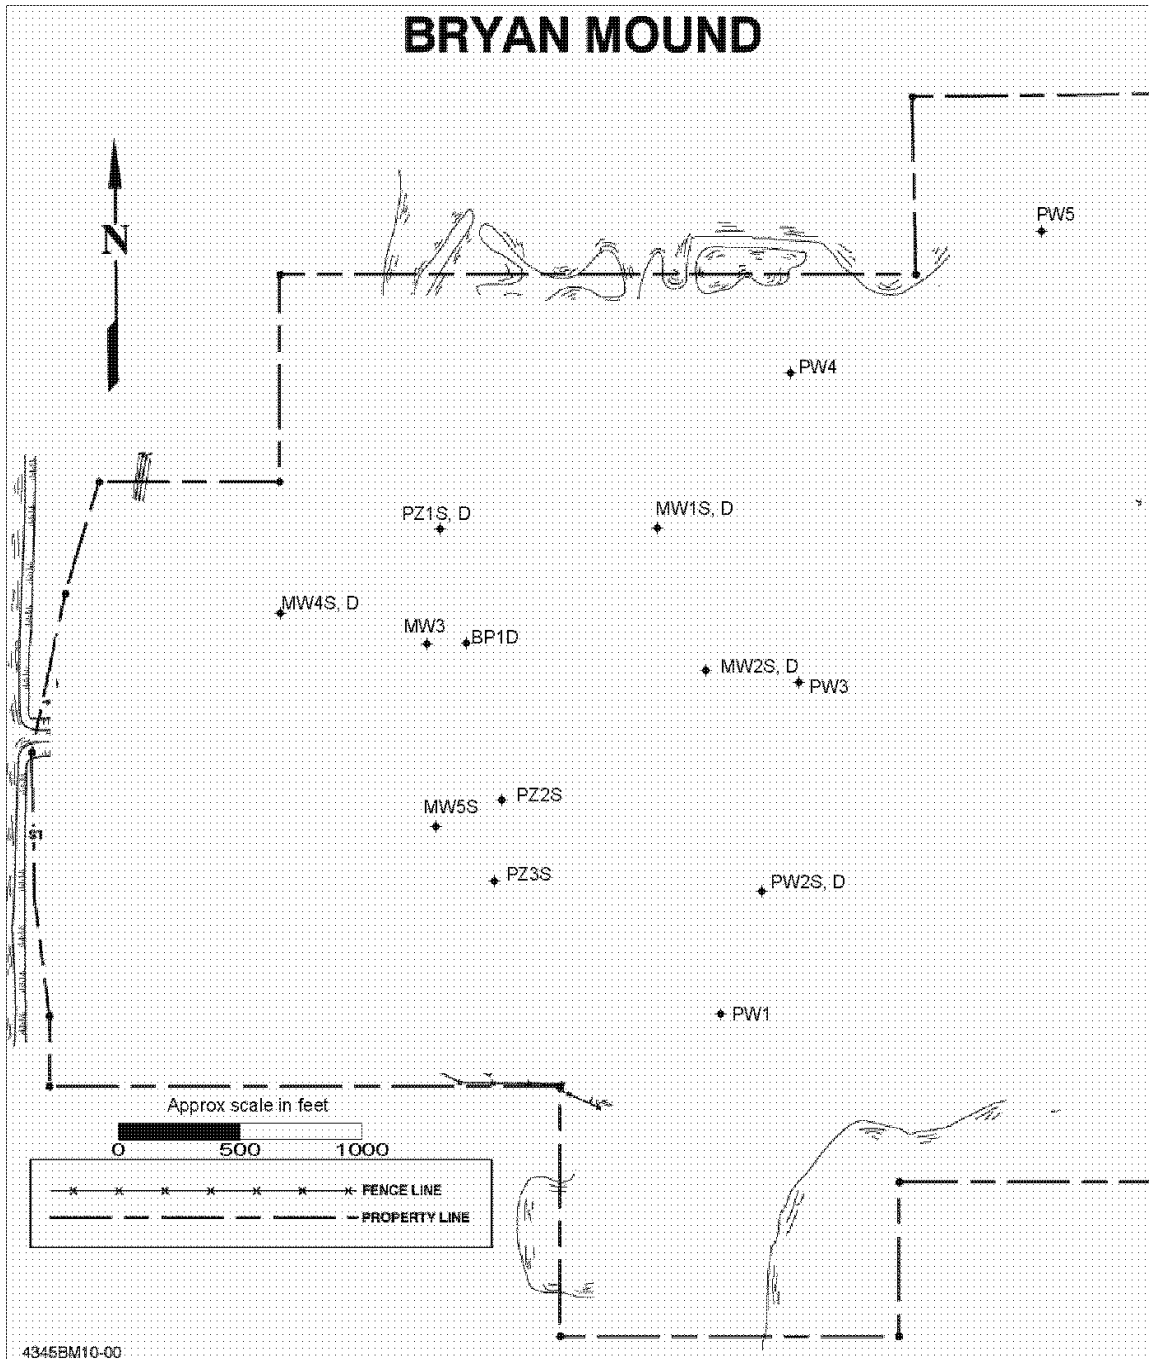 BRYAN MOUND
PW5
N
PW4
PZ1S, D
MW1S, D
MW4S, D
MW3
BP1D
MW2S, D
PW3
PZ2S
MW5S
PZ3S
PW2S, D
PW1
Approx scale in feet
0 500 1000
FENCE LINE
PROPERTY LINE
4345BM10-00